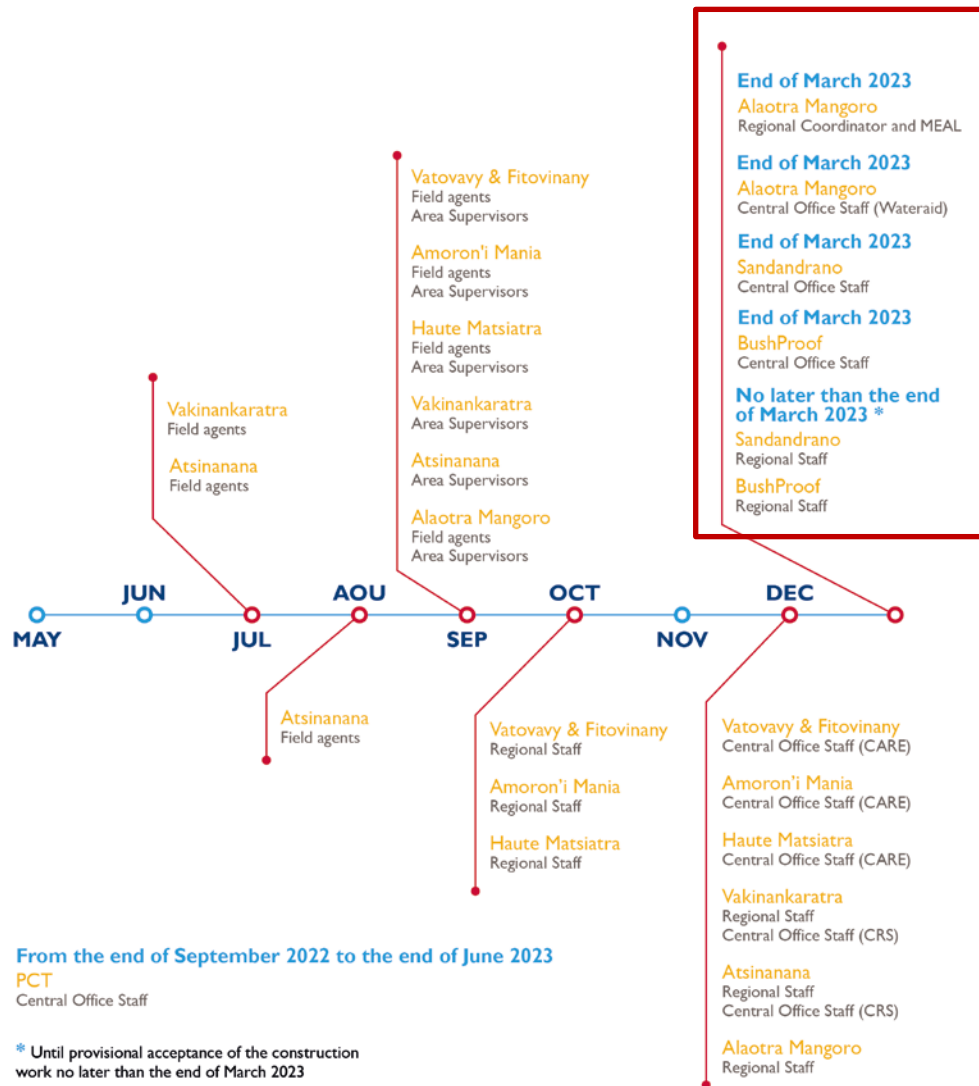 End of March 2023
Alaotra Mangoro
Regional Coordinator and MEAL
End of March 2023
Alaotra Mangoro
Central Office Staff (Wateraid)
End of March 2023
Sandandrano
Central Office Staff
End of March 2023
BushProof
Central Office Staff
No later than the end
of March 2023 *
Sandandrano
Regional Staff
BushProof
Regional Staff
Vatovavy & Fitovinany
Field agents
Area Supervisors
Amoron'i Mania
Field agents
Area Supervisors
Haute Matsiatra
Field agents
Area Supervisors
Vakinankaratra
Area Supervisors
Atsinanana
Area Supervisors
Alaotra Mangoro
Field agents
Area Supervisors
Vakinankaratra
Field agents
Atsinanana
Field agents
MAY
JUN
JUL
AOU
SEP
OCT
NOV
DEC
Atsinanana
Field agents
Vatovavy & Fitovinany
Regional Staff
Amoron'i Mania
Regional Staff
Haute Matsiatra
Regional Staff
Vatovavy & Fitovinany
Central Office Staff (CARE)
Amoron'i Mania
Central Office Staff (CARE)
Haute Matsiatra
Central Office Staff (CARE)
Vakinankaratra
Regional Staff
Central Office Staff (CRS)
Atsinanana
Regional Staff
Central Office Staff (CRS)
Alaotra Mangoro
Regional Staff
From the end of September 2022 to the end of June 2023
PCT
Central Office Staff
* Until provisional acceptance of the construction
work no later than the end of March 2023